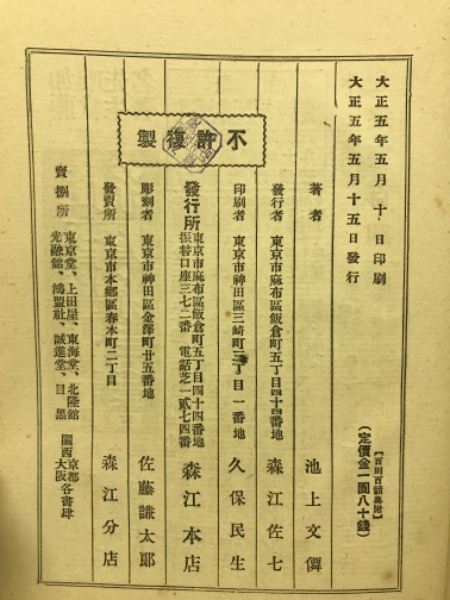 大正五年五月十日印刷
大正五年五月十五日發行
【百則百話奥附】
(定價金一圓八十錢)
不許複製
著者 池上文僊
發行者 東京市麻布區飯倉町五丁目四十四番地 森江佐七
印刷者 東京市神田區三崎町三丁目一番地 久保民生
發行所 東京市麻布區飯倉町五丁目四十四番地 森江本店
振替口座三七二番 電話芝一貳七四番
彫刻者 東京市神田區金澤町廿五番地 佐藤謙太郎
發賣所 東京市本郷區春木町二丁目 森江分店
賣捌所 東京堂、上田屋、東海堂、北隆館
光融館、鴻盟社、誠進堂、目黒
關西京都大阪各書肆